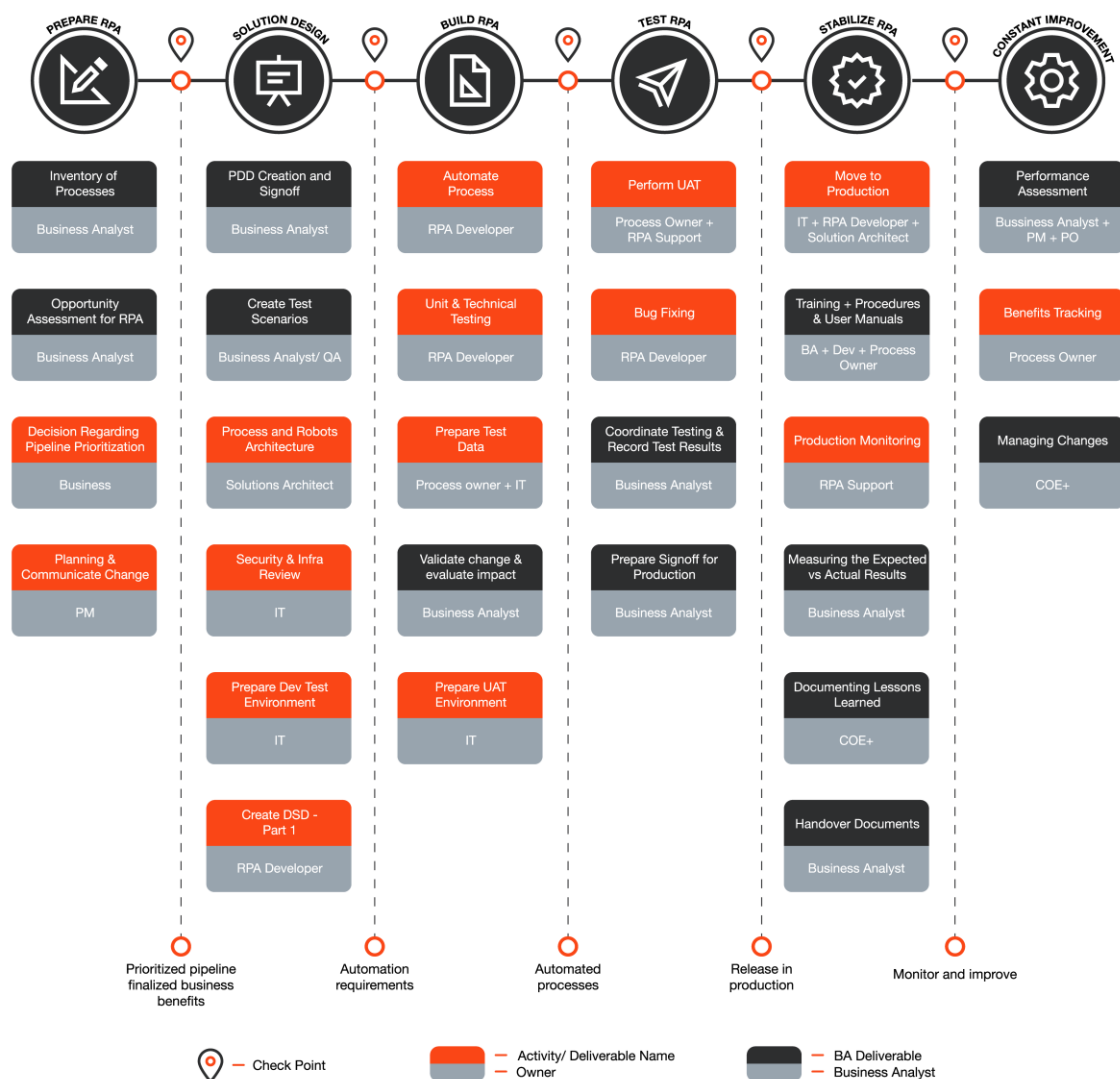 PREPARE RPA
SOLUTION DESIGN
BUILD RPA
TEST RPA
STABILIZE RPA
CONSTANT IMPROVEMENT
Inventory of
Processes
Business Analyst
Opportunity
Assessment for RPA
Business Analyst
Decision Regarding
Pipeline Prioritization
Business
Planning &
Communicate Change
PM
PDD Creation and
Signoff
Business Analyst
Create Test
Scenarios
Business Analyst/ QA
Process and Robots
Architecture
Solutions Architect
Security & Infra
Review
IT
Prepare Dev Test
Environment
IT
Create DSD -
Part 1
RPA Developer
Automate
Process
RPA Developer
Unit & Technical
Testing
RPA Developer
Prepare Test
Data
Process owner + IT
Validate change &
evaluate impact
Business Analyst
Prepare UAT
Environment
IT
Perform UAT
Process Owner +
RPA Support
Bug Fixing
RPA Developer
Coordinate Testing &
Record Test Results
Business Analyst
Prepare Signoff for
Production
Business Analyst
Move to
Production
IT + RPA Developer +
Solution Architect
Training + Procedures
& User Manuals
BA + Dev + Process
Owner
Production Monitoring
RPA Support
Measuring the Expected
vs Actual Results
Business Analyst
Documenting Lessons
Learned
COE+
Handover Documents
Business Analyst
Performance
Assessment
Bussiness Analyst +
PM + PO
Benefits Tracking
Process Owner
Managing Changes
COE+
Prioritized pipeline
finalized business
benefits
Automation
requirements
Automated
processes
Release in
production
Monitor and improve
Check Point
Activity/ Deliverable Name
Owner
BA Deliverable
Business Analyst